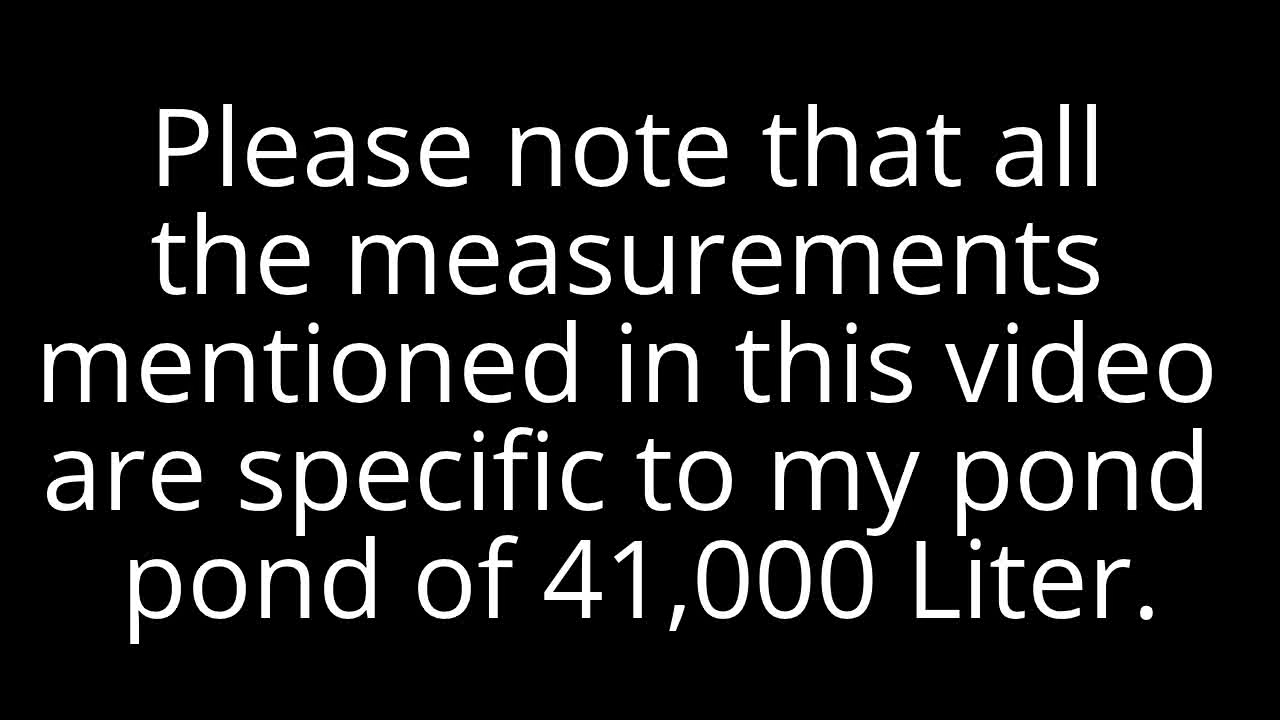 Please note that all
the measurements
mentioned in this video
are specific to my pond
pond of 41,000 Liter.